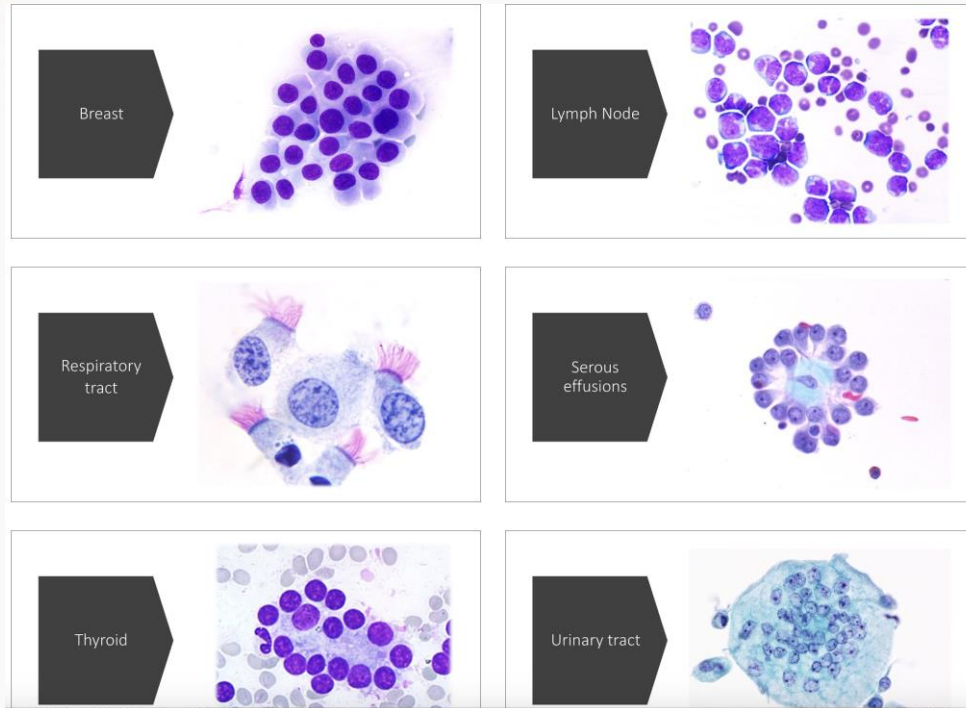 Breast
Lymph Node
Respiratory
tract
Serous
effusions
Thyroid
Urinary tract